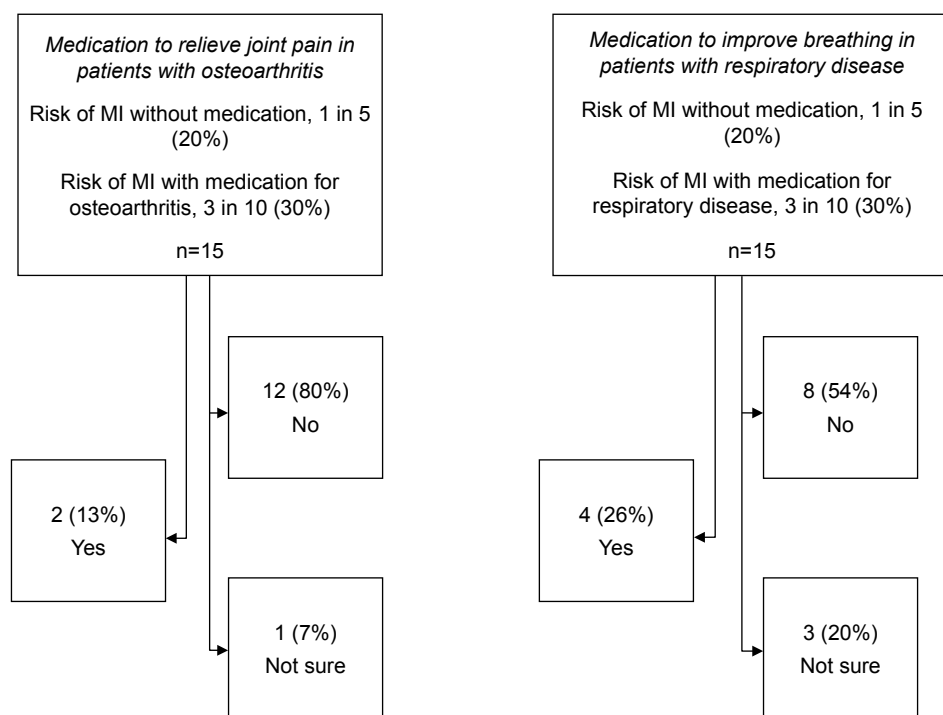 Medication to relieve joint pain in
patients with osteoarthritis
Risk of MI without medication, 1 in 5
(20%)
Risk of MI with medication for
osteoarthritis, 3 in 10 (30%)
n=15
12 (80%)
No
2 (13%)
Yes
1 (7%)
Not sure
Medication to improve breathing in
patients with respiratory disease
Risk of MI without medication, 1 in 5
(20%)
Risk of MI with medication for
respiratory disease, 3 in 10 (30%)
n=15
8 (54%)
No
4 (26%)
Yes
3 (20%)
Not sure